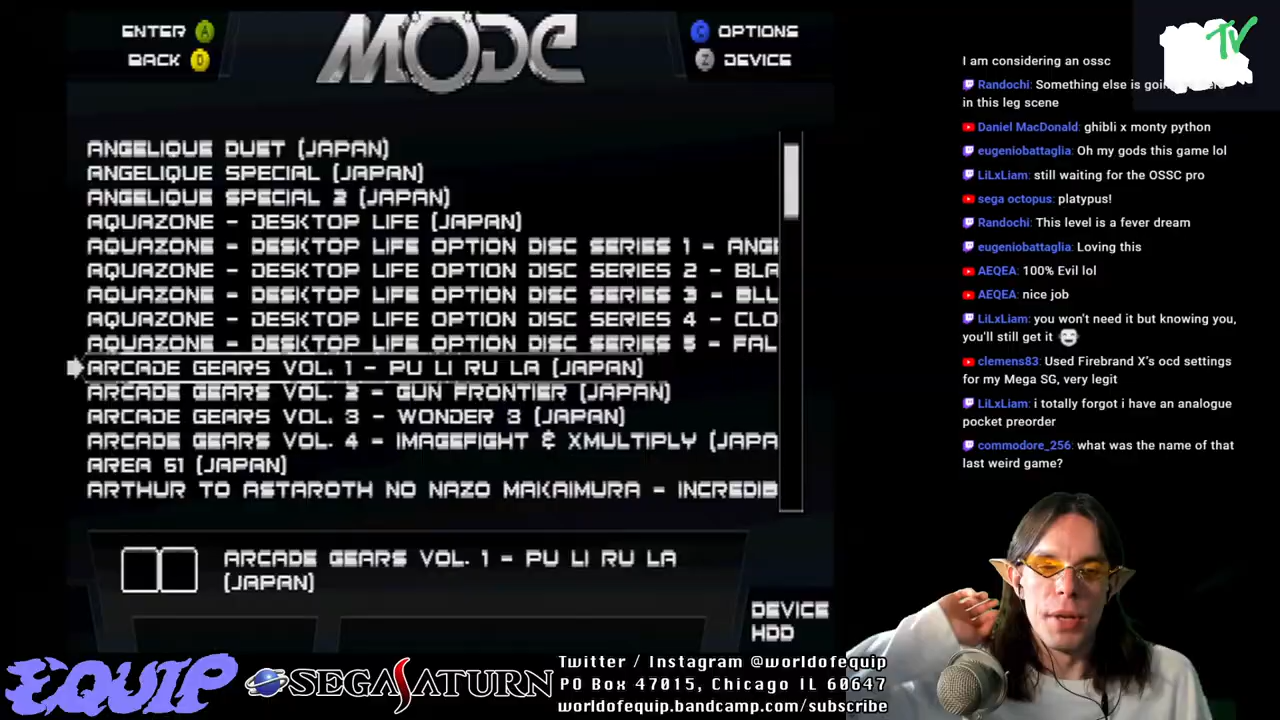 ENTER A
BACK D
MODE
C OPTIONS
Z DEVICE
ANGELIQUE DUET (JAPAN)
ANGELIQUE SPECIAL (JAPAN)
ANGELIQUE SPECIAL 2 (JAPAN)
AQUAZONE - DESKTOP LIFE (JAPAN)
AQUAZONE - DESKTOP LIFE OPTION DISC SERIES 1 - ANG
AQUAZONE - DESKTOP LIFE OPTION DISC SERIES 2 - BLA
AQUAZONE - DESKTOP LIFE OPTION DISC SERIES 3 -
AQUAZONE - DESKTOP LIFE OPTION DISC SERIES 4 - CLO
AQUAZONE - DESKTOP LIFE OPTION DISC SERIES 5 - FAL
ARCADE GEARS VOL. 1 - PU LI RU LA (JAPAN)
ARCADE GEARS VOL. 2 - GUN FRONTIER (JAPAN)
ARCADE GEARS VOL. 3 - WONDER 3 (JAPAN)
ARCADE GEARS VOL. 4 - IMAGEFIGHT & XMULTIPLY (JAPA
AREA 51 (JAPAN)
ARTHUR TO ASTAROTH NO NAZO MAKAIMURA - INCREDIB
ARCADE GEARS VOL. 1 - PU LI RU LA
(JAPAN)
DEVICE
HDD
TV
I am considering an ossc
Randochi: Something else is
in this leg scene
Daniel MacDonald: ghibli x monty python
eugeniobattaglia: Oh my gods this game lol
LiLxLiam: still waiting for the OSSC pro
sega octopus: platypus!
Randochi: This level is a fever dream
eugeniobattaglia: Loving this
AEQEA: 100% Evil lol
AEQEA: nice job
LiLxLiam: you won't need it but knowing you,
you'll still get it
clemens83: Used Firebrand X's ocd settings
for my Mega SG, very legit
LiLxLiam: i totally forgot i have an analogue
pocket preorder
commodore_256: what was the name of that
last weird game?
EQUIP
SEGA SATURN
Twitter / Instagram @worldofequip
PO Box 47015, Chicago IL 60647
worldofequip.bandcamp.com/subscribe